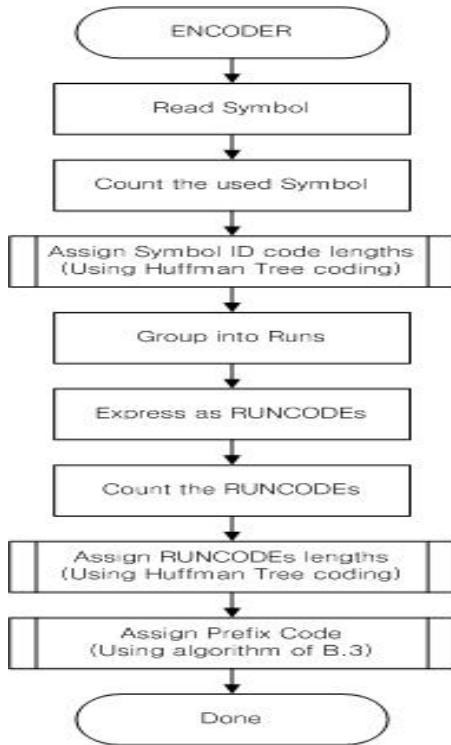 ENCODER
Read Symbol
Count the used Symbol
Assign Symbol ID code lengths
(Using Huffman Tree coding)
Group into Runs
Express as RUNCODEs
Count the RUNCODEs
Assign RUNCODEs lengths
(Using Huffman Tree coding)
Assign Prefix Code
(Using algorithm of B.3)
Done